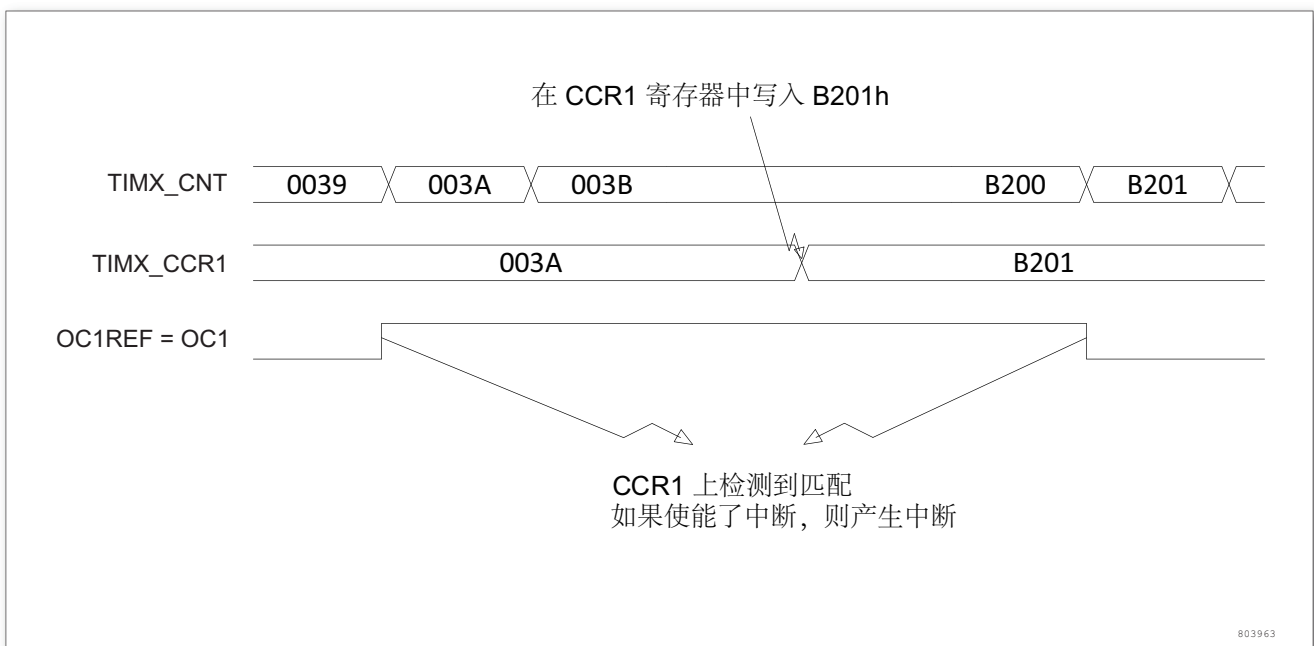 在 CCR1 寄存器中写入 B201h
TIMX_CNT 0039 003A 003B B200 B201
TIMX_CCR1 003A B201
OC1REF = OC1
CCR1 上检测到匹配
如果使能了中断，则产生中断
803963